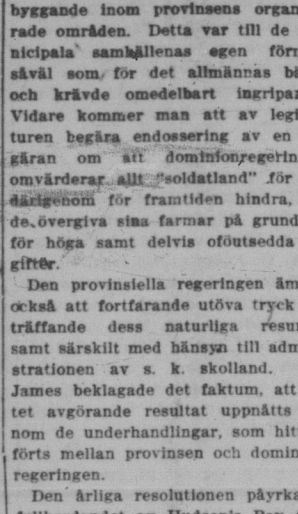 byggande inom provinsens organ
rade områden. Detta var till de
nicipala samhällenas egen förm
såväl som för det allmännas b
och krävde omedelbart ingripa
Vidare kommer man att av legi
turen begära endossering av en
gäran om att dominionregerin
omvärderar allt "soldatland" för
därigenom för framtiden hindra,
de övergiva sina farmar på grund
för höga samt delvis oföutsedda
gifter.
Den provinsiella regeringen äm
också att fortfarande utöva tryck
träffande dess naturliga resu
samt särskilt med hänsyn till adm
strationen av s. k. skolland.
James beklagade det faktum, att
tet avgörande resultat uppnåtts
nom de underhandlingar, som hit
förts mellan provinsen och domin
regeringen.
Den årliga resolutionen påyrka